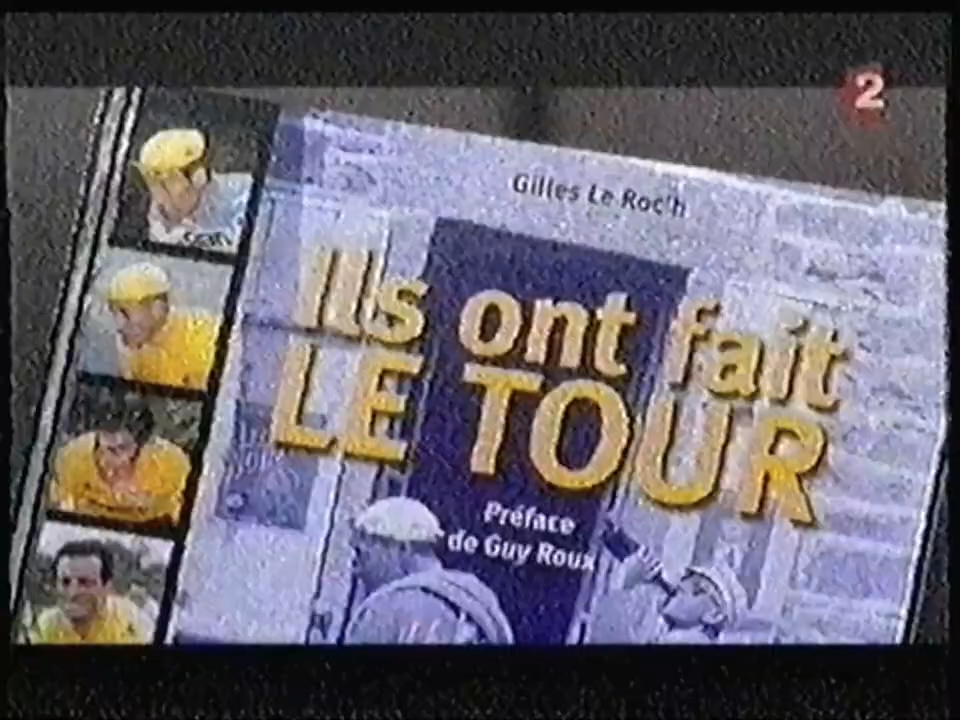 2
Gilles Le Roc'h
Ils ont fait
LE TOUR
Préface
de Guy Roux